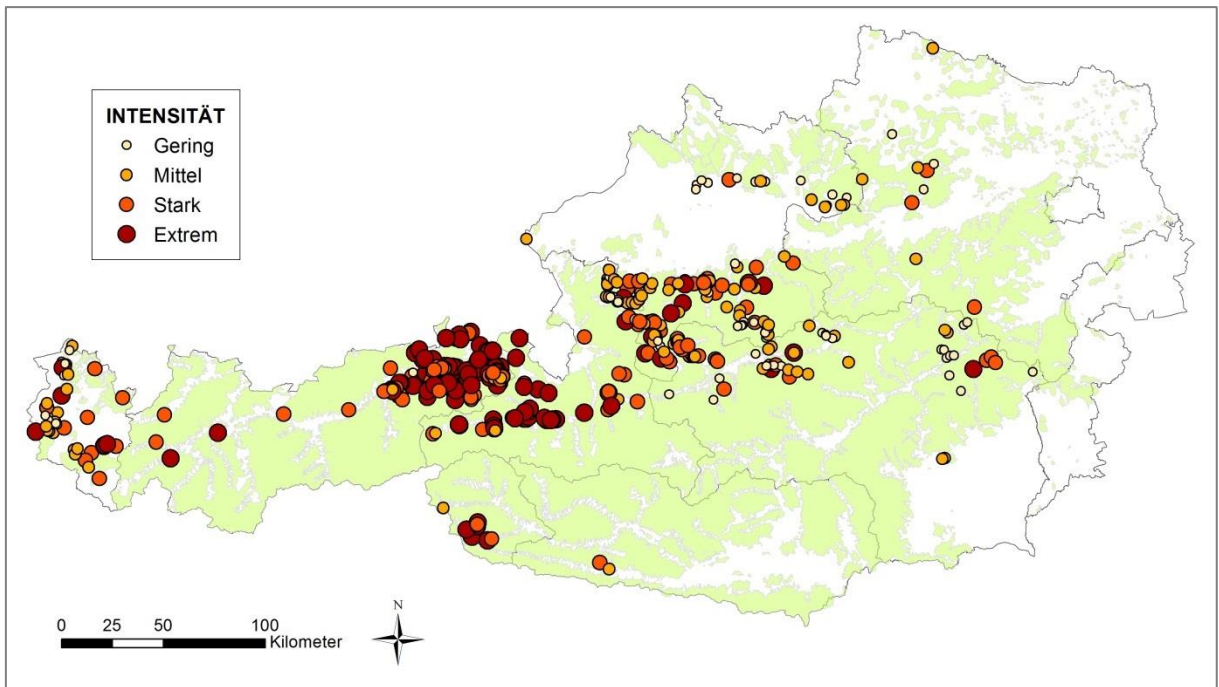 INTENSITÄT
Gering
Mittel
Stark
Extrem
0 25 50 100
Kilometer
N